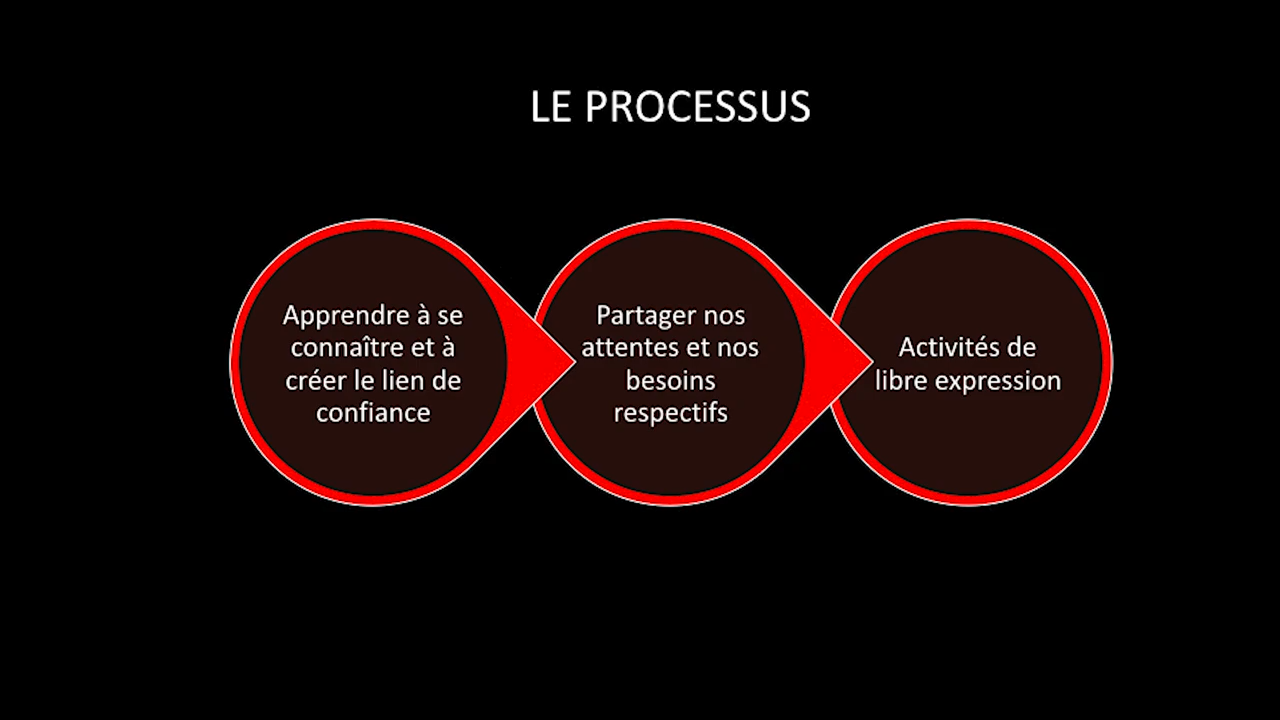 LE PROCESSUS
Apprendre à se
connaître et à
créer le lien de
confiance
Partager nos
attentes et nos
besoins
respectifs
Activités de
libre expression